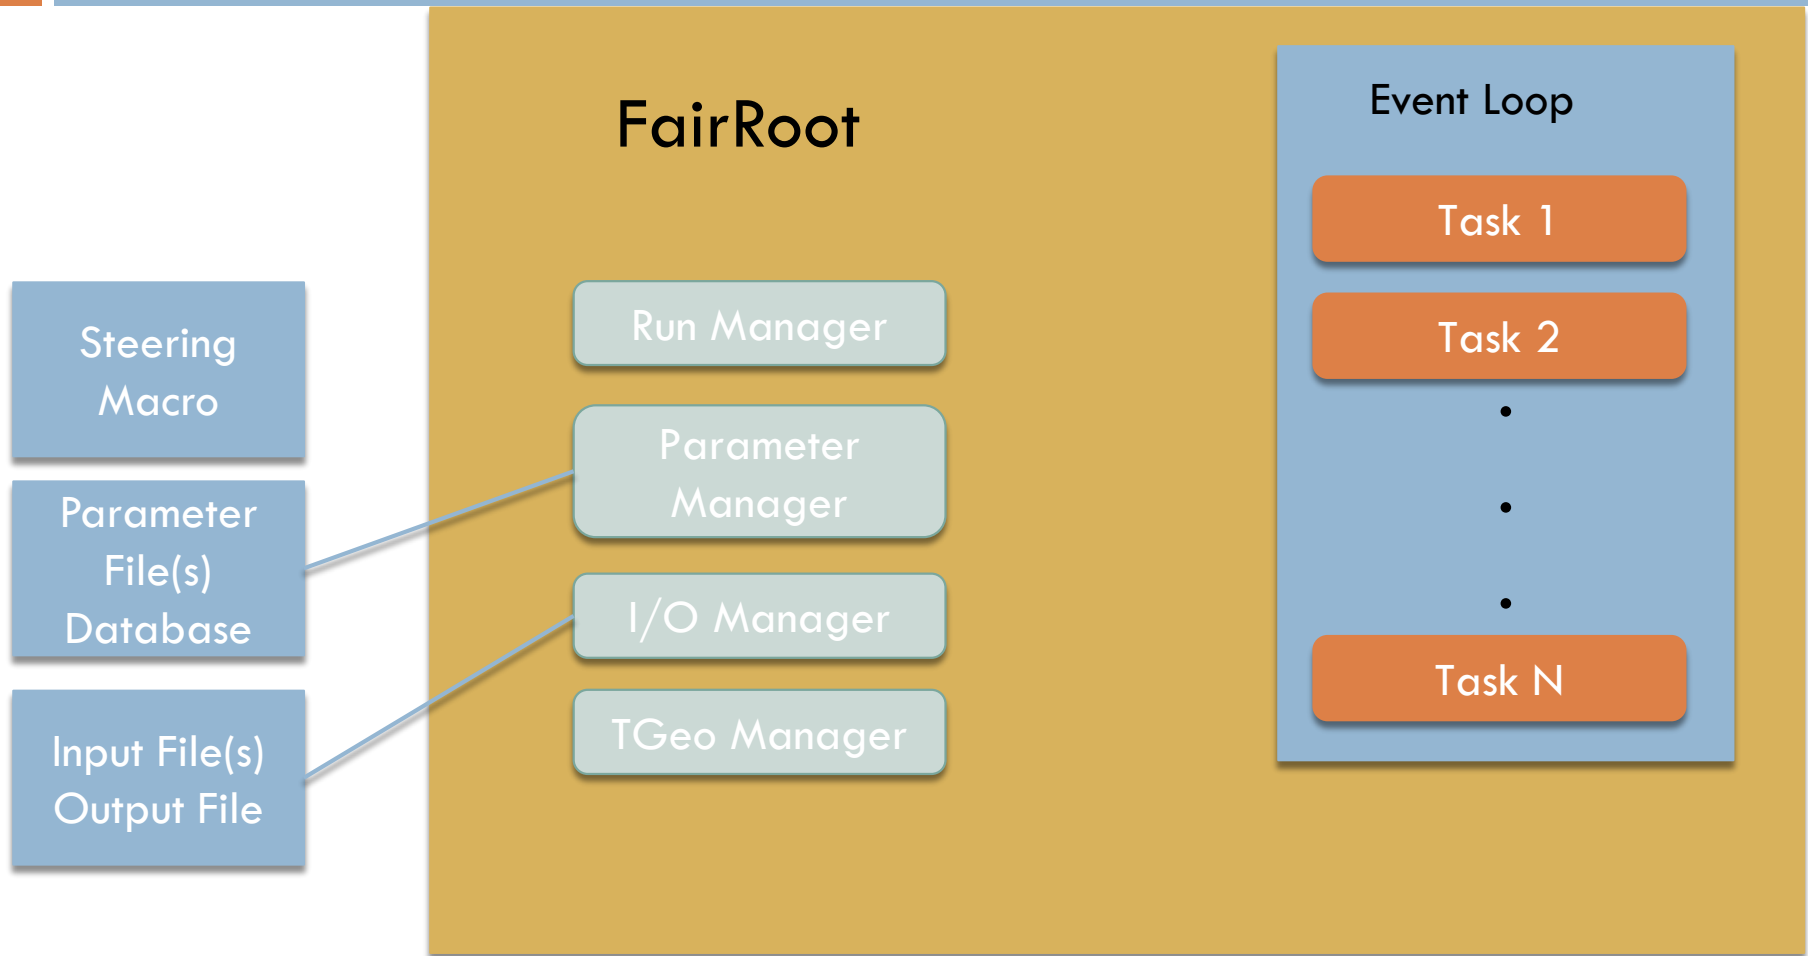 FairRoot
Event Loop
Task 1
Task 2
Task N
Run Manager
Parameter
Manager
I/O Manager
TGeo Manager
Steering
Macro
Parameter
File(s)
Database
Input File(s)
Output File